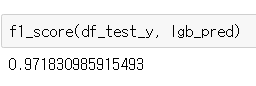 f1_score(df_test_y, lgb_pred)
0.971830985915493